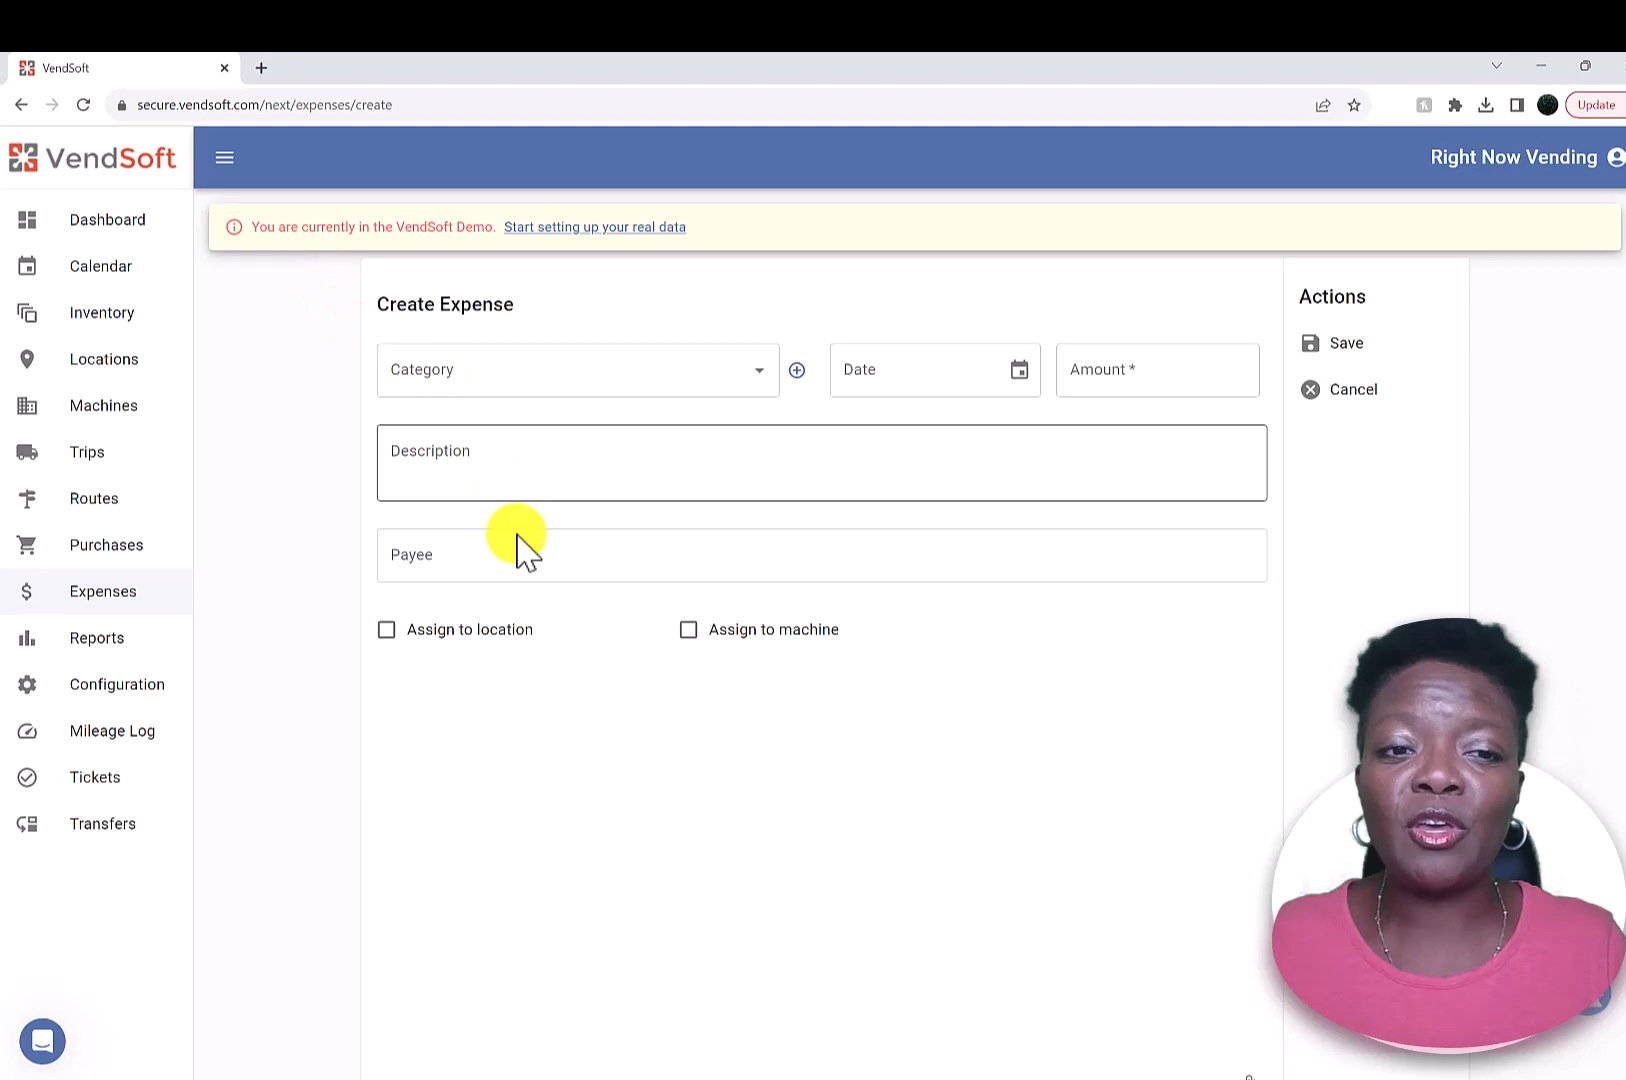 VendSoft
secure.vendsoft.com/next/expenses/create
Update
VendSoft
Right Now Vending
You are currently in the VendSoft Demo. Start setting up your real data
Dashboard
Calendar
Inventory
Locations
Machines
Trips
Routes
Purchases
Expenses
Reports
Configuration
Mileage Log
Tickets
Transfers
Create Expense
Category
Date
Amount *
Description
Payee
Assign to location
Assign to machine
Actions
Save
Cancel